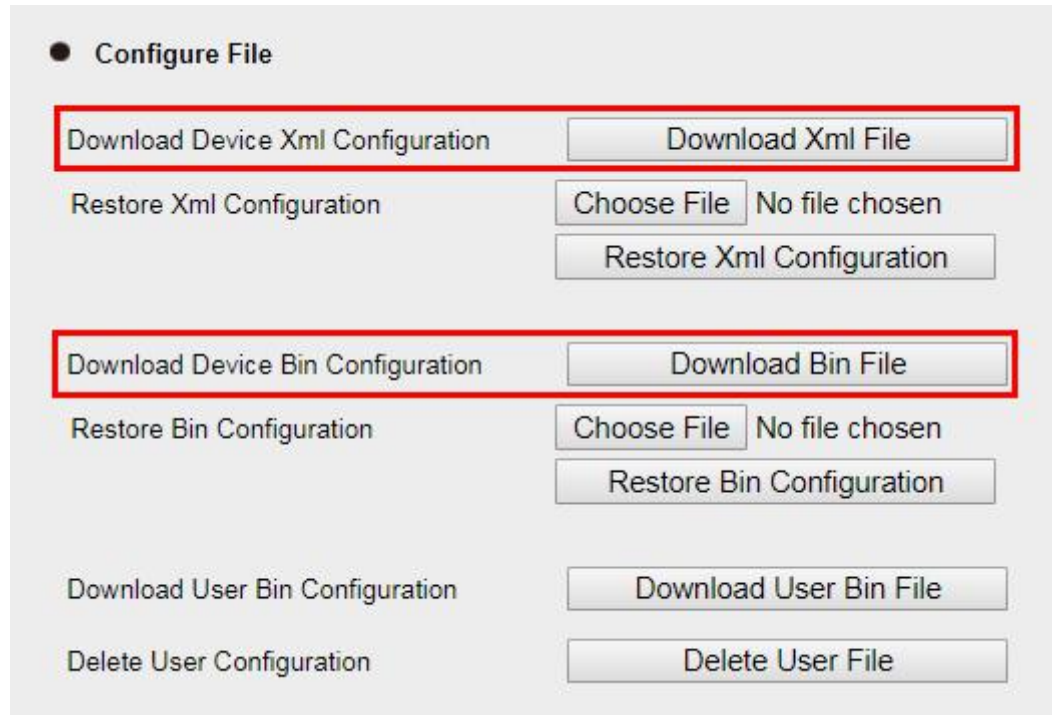 Configure File
Download Device Xml Configuration Download Xml File
Restore Xml Configuration Choose File No file chosen
Restore Xml Configuration
Download Device Bin Configuration Download Bin File
Restore Bin Configuration Choose File No file chosen
Restore Bin Configuration
Download User Bin Configuration Download User Bin File
Delete User Configuration Delete User File